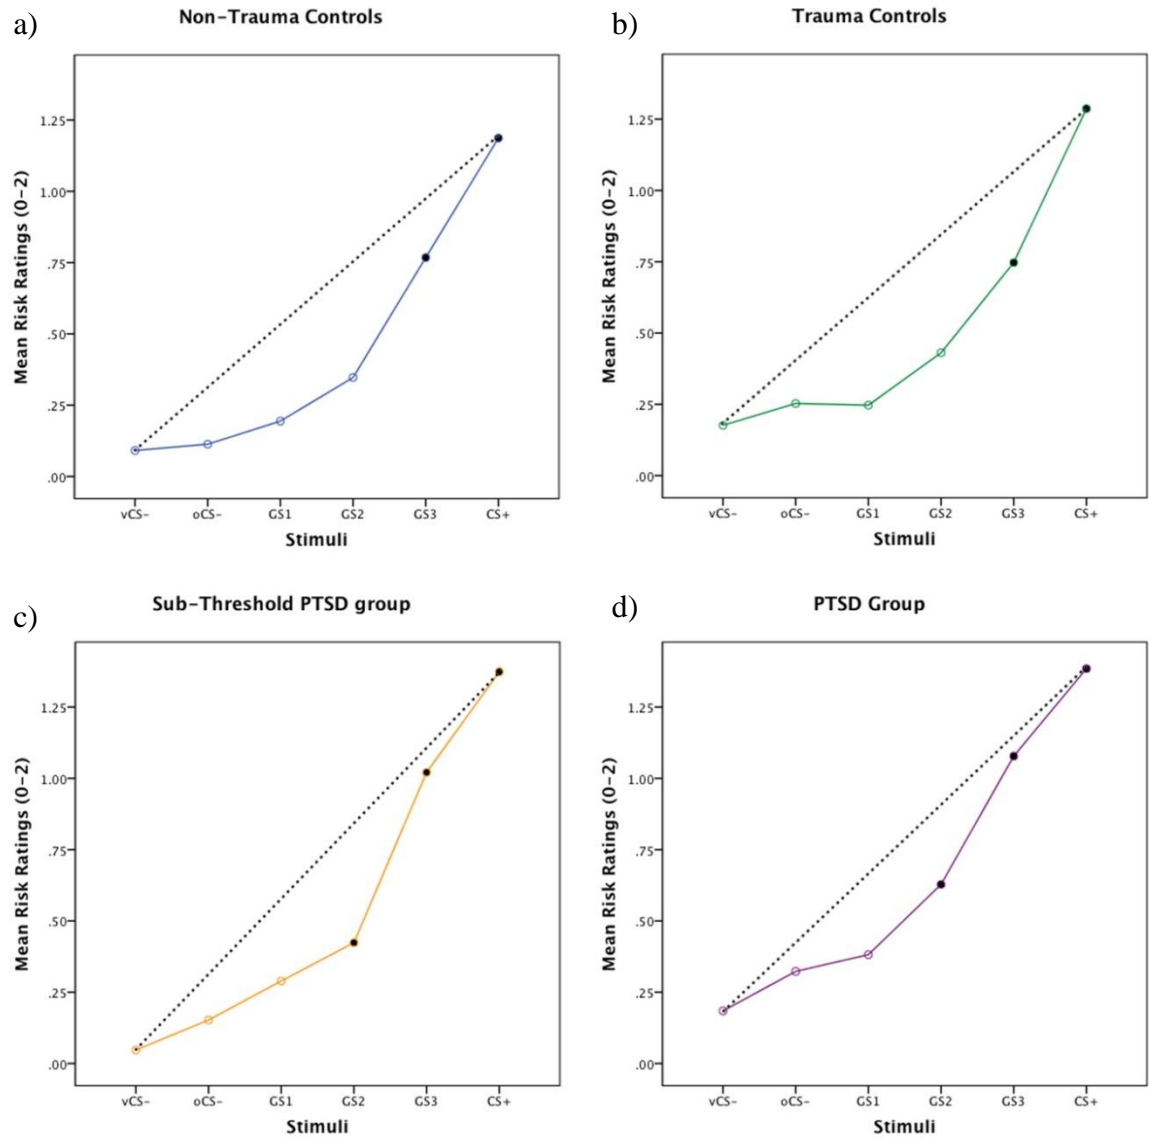 a)
Non-Trauma Controls
Mean Risk Ratings (0-2)
1.25
1.00
.75
.50
.25
.00
vCS- oCS- GS1 GS2 GS3 CS+
Stimuli
b)
Trauma Controls
Mean Risk Ratings (0-2)
1.25
1.00
.75
.50
.25
.00
vCS- oCS- GS1 GS2 GS3 CS+
Stimuli
c)
Sub-Threshold PTSD group
Mean Risk Ratings (0-2)
1.25
1.00
.75
.50
.25
.00
vCS- oCS- GS1 GS2 GS3 CS+
Stimuli
d)
PTSD Group
Mean Risk Ratings (0-2)
1.25
1.00
.75
.50
.25
.00
vCS- oCS- GS1 GS2 GS3 CS+
Stimuli